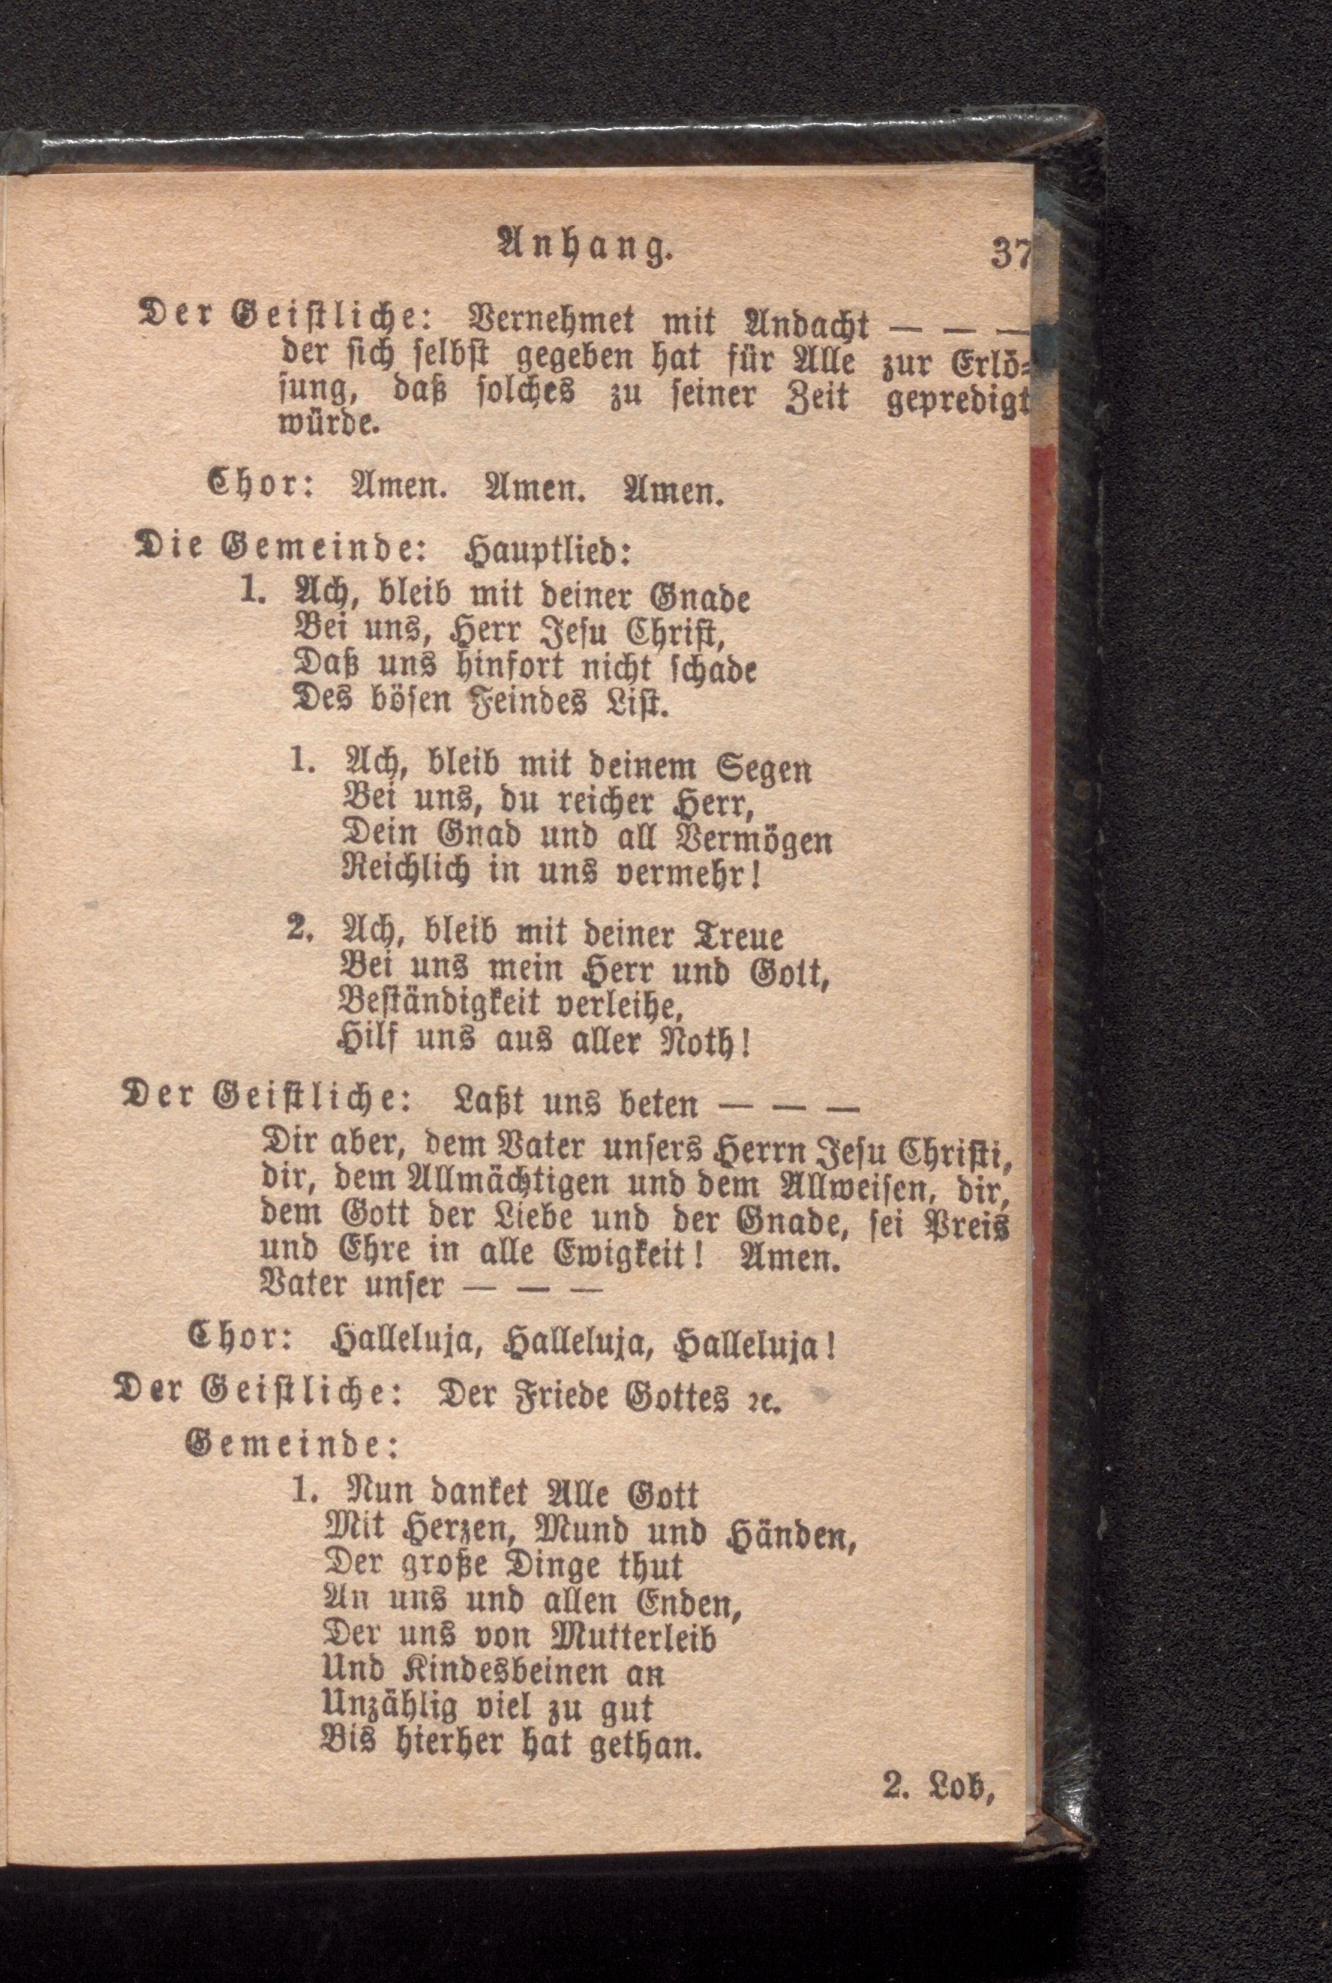 Anhang. 37
Der Geistliche: Vernehmet mit Andacht — — —
der sich selbst gegeben hat für Alle zur Erlö-
sung, daß solches zu seiner Zeit gepredigt
würde.
Chor: Amen. Amen. Amen.
Die Gemeinde: Hauptlied:
1. Ach, bleib mit deiner Gnade
Bei uns, Herr Jesu Christ,
Daß uns hinfort nicht schade
Des bösen Feindes List.
1. Ach, bleib mit deinem Segen
Bei uns, du reicher Herr,
Dein Gnad und all Vermögen
Reichlich in uns vermehr!
2. Ach, bleib mit deiner Treue
Bei uns mein Herr und Gott,
Beständigkeit verleihe,
Hilf uns aus aller Noth!
Der Geistliche: Laßt uns beten — — —
Dir aber, dem Vater unsers Herrn Jesu Christi,
dir, dem Allmächtigen und dem Allweisen, dir,
dem Gott der Liebe und der Gnade, sei Preis
und Ehre in alle Ewigkeit! Amen.
Vater unser — — —
Chor: Halleluja, Halleluja, Halleluja!
Der Geistliche: Der Friede Gottes ꝛc.
Gemeinde:
1. Nun danket Alle Gott
Mit Herzen, Mund und Händen,
Der große Dinge thut
An uns und allen Enden,
Der uns von Mutterleib
Und Kindesbeinen an
Unzählig viel zu gut
Bis hierher hat gethan.
2. Lob,